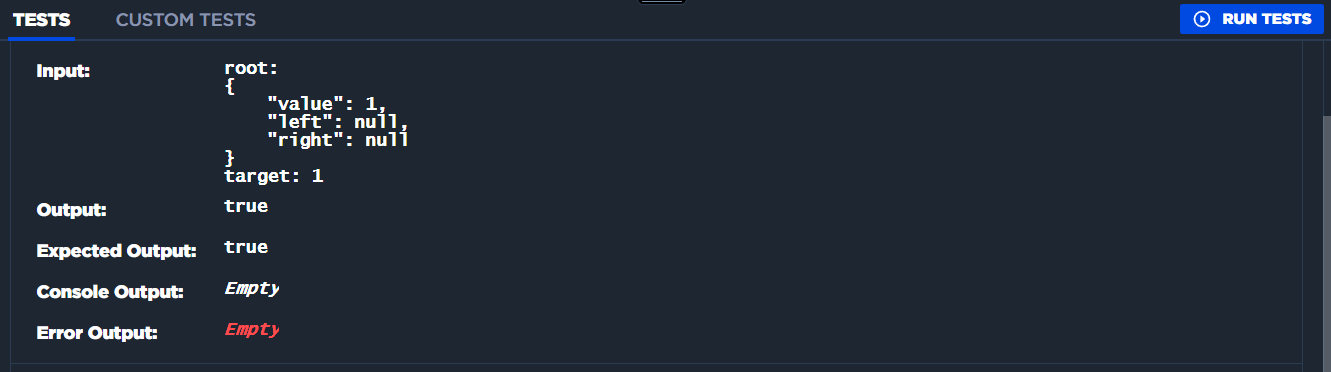 TESTS CUSTOM TESTS RUN TESTS
Input: root:
{
    "value": 1,
    "left": null,
    "right": null
}
target: 1
Output: true
Expected Output: true
Console Output: Empty
Error Output: Empty